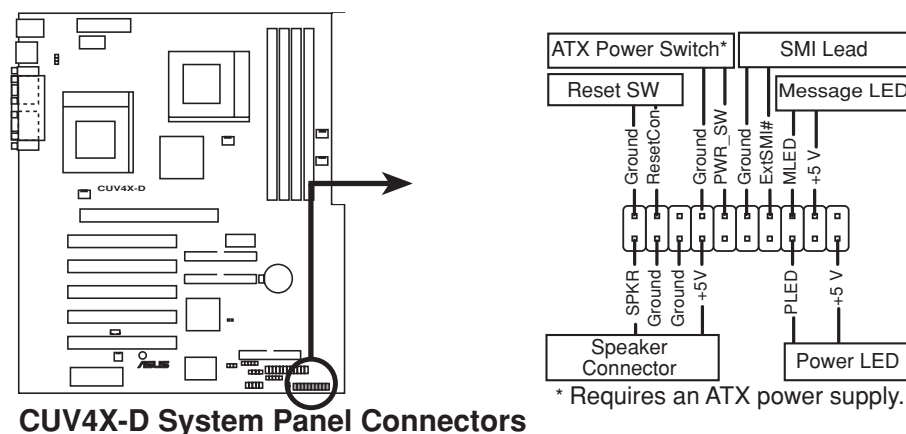 ATX Power Switch*
SMI Lead
Reset SW
Message LED
Ground
ResetCon
Ground
PWR_SW
Ground
ExtSMI#
MLED
+5 V
CUV4X-D
ASUS
SPKR
Ground
Ground
+5V
PLED
+5 V
Speaker
Connector
Power LED
* Requires an ATX power supply.
CUV4X-D System Panel Connectors